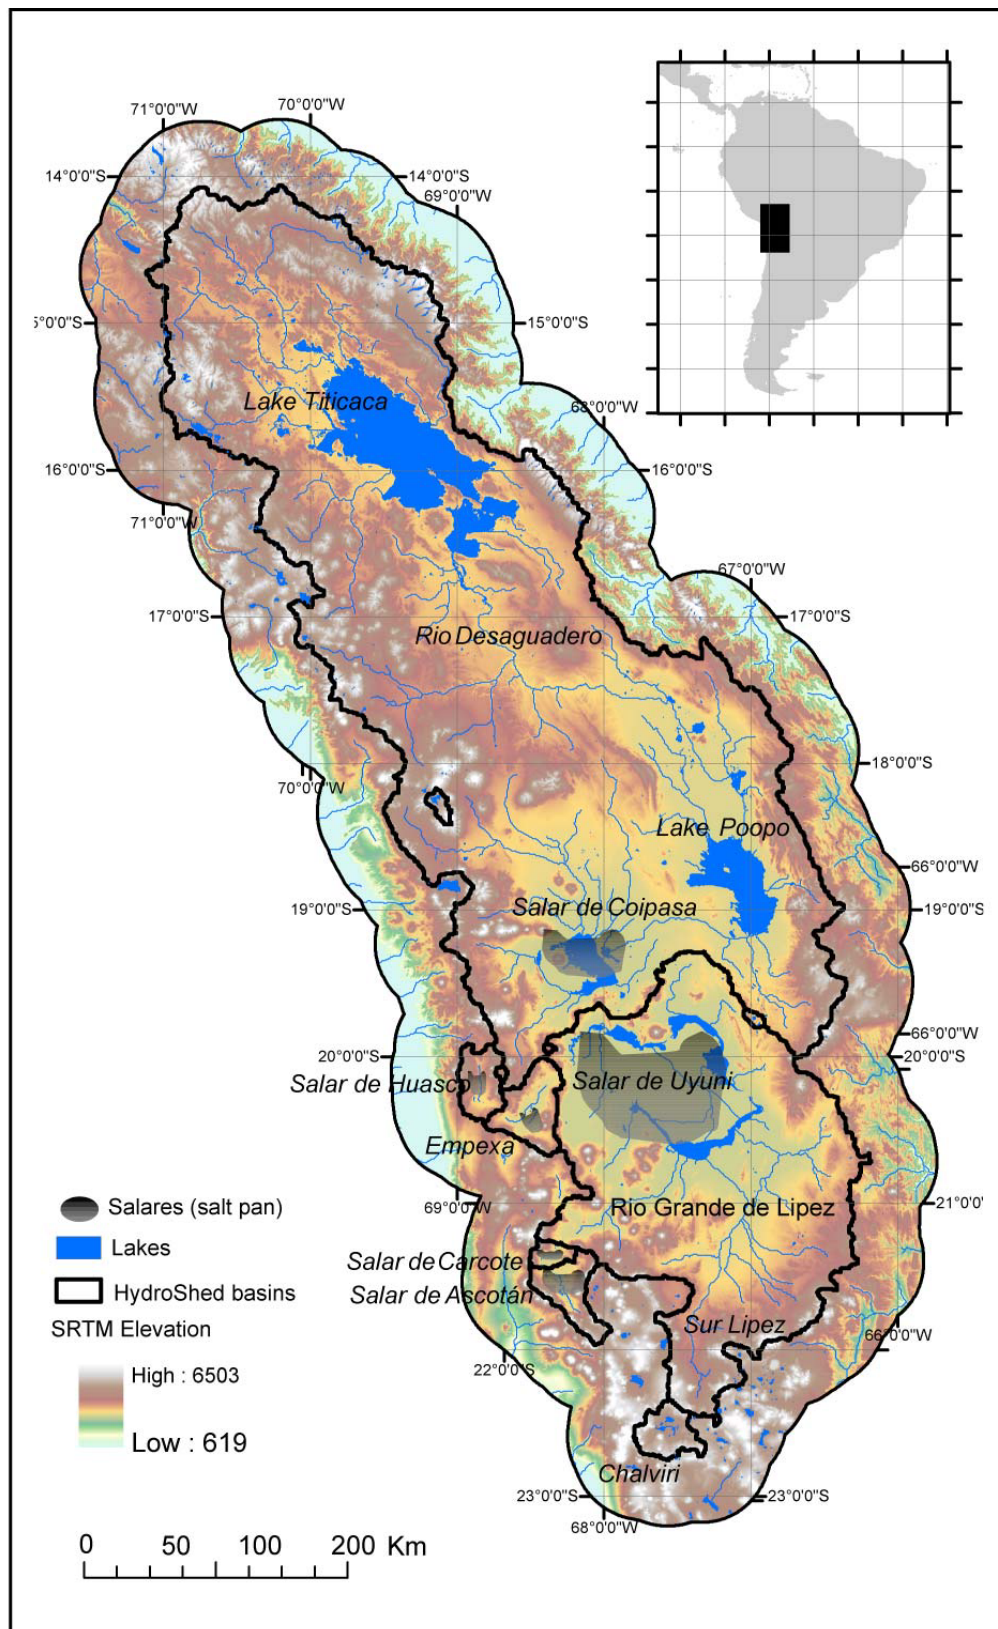 70°0'0"W
71°0'0"W
14°0'0"S
14°0'0"S
69°0'0"W
5°0'0"S
15°0'0"S
Lake Titicaca
68°0'0"W
16°0'0"S
16°0'0"S
71°0'0"W
67°0'0"W
17°0'0"S
17°0'0"S
Rio Desaguadero
18°0'0"S
70°0'0"W
Lake Poopo
66°0'0"W
Salar de Coipasa
19°0'0"S
19°0'0"S
66°0'0"W
20°0'0"S
20°0'0"S
Salar de Huasco
Salar de Uyuni
Empexa
Salares (salt pan)
69°0'0"W
Rio Grande de Lipez
21°0'0"S
Lakes
Salar de Carcote
HydroShed basins
Salar de Ascotán
SRTM Elevation
Sur Lipez
66°0'0"W
22°0'0"S
High : 6503
Low : 619
Chalviri
23°0'0"S
23°0'0"S
68°0'0"W
0 50 100 200 Km